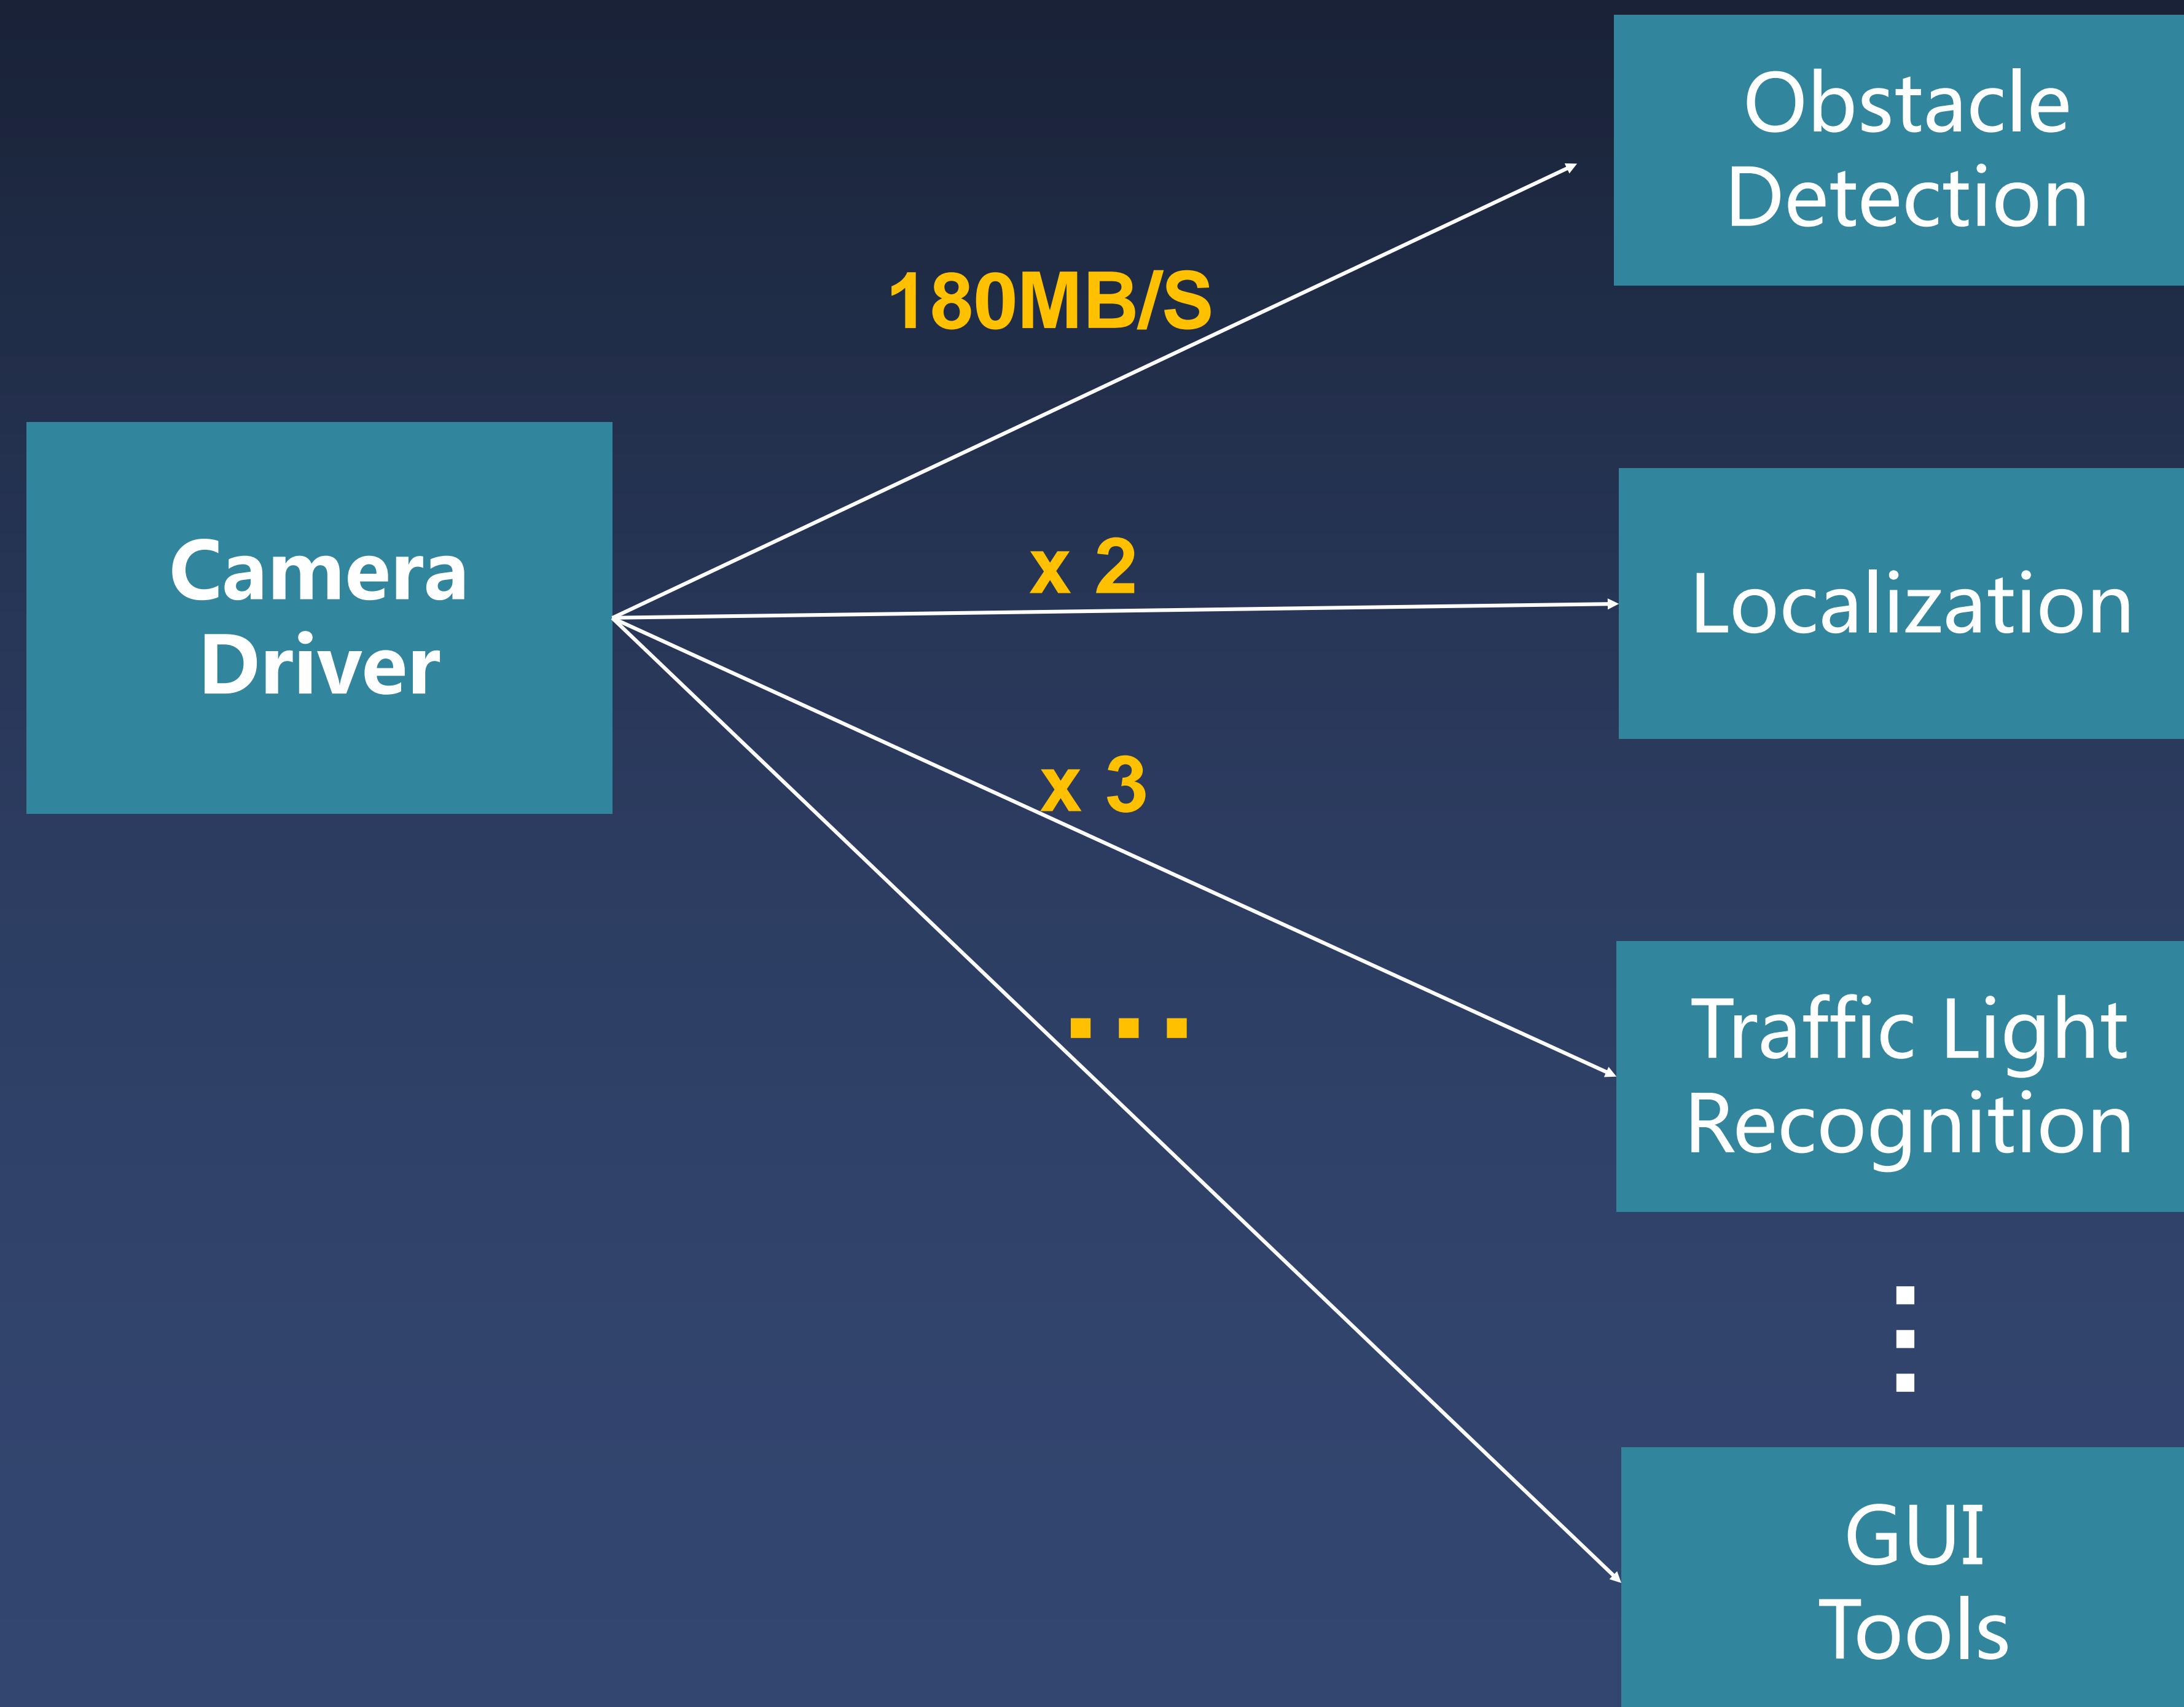 Obstacle
Detection
180MB/S
Camera
Driver
x 2
Localization
x 3
...
Traffic Light
Recognition
...
GUI
Tools